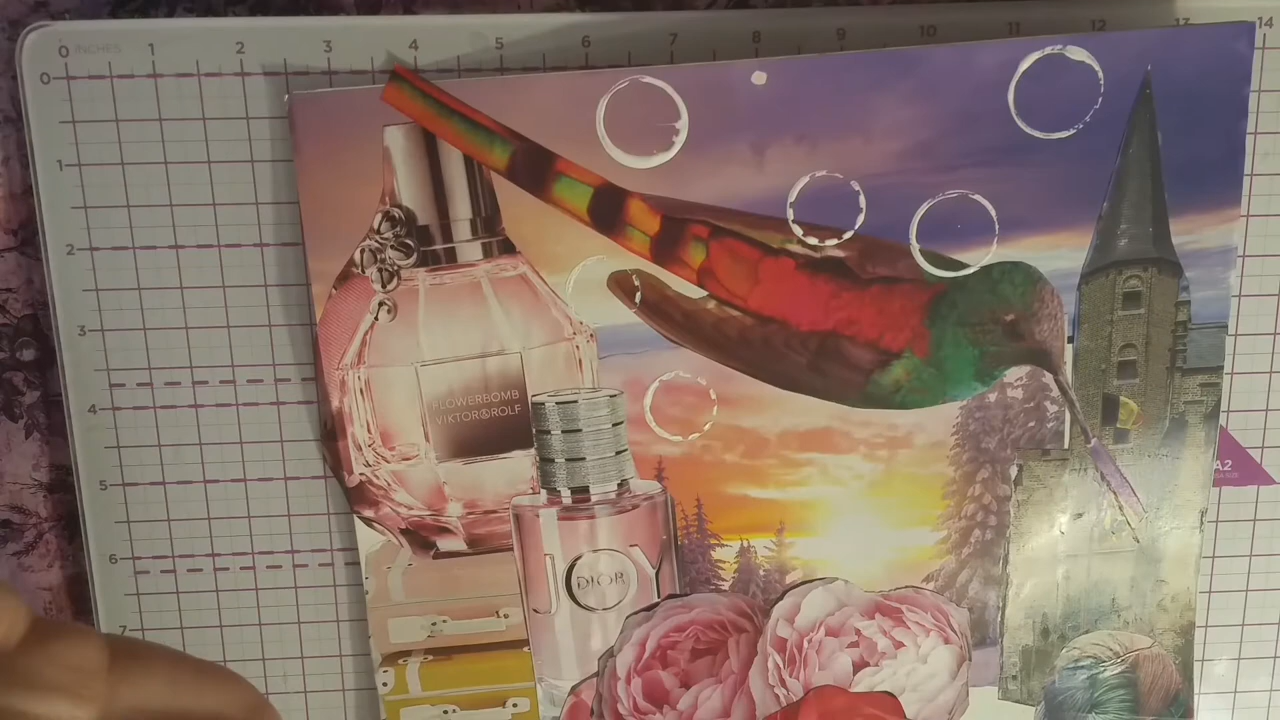 0 INCHES 1 2 3 4 5 6 7 8 9 10 11 12 13 14
0
1
2
3
4
5
6
7
FLOWERBOMB
VIKTOR&ROLF
JOY
DIOR
A2